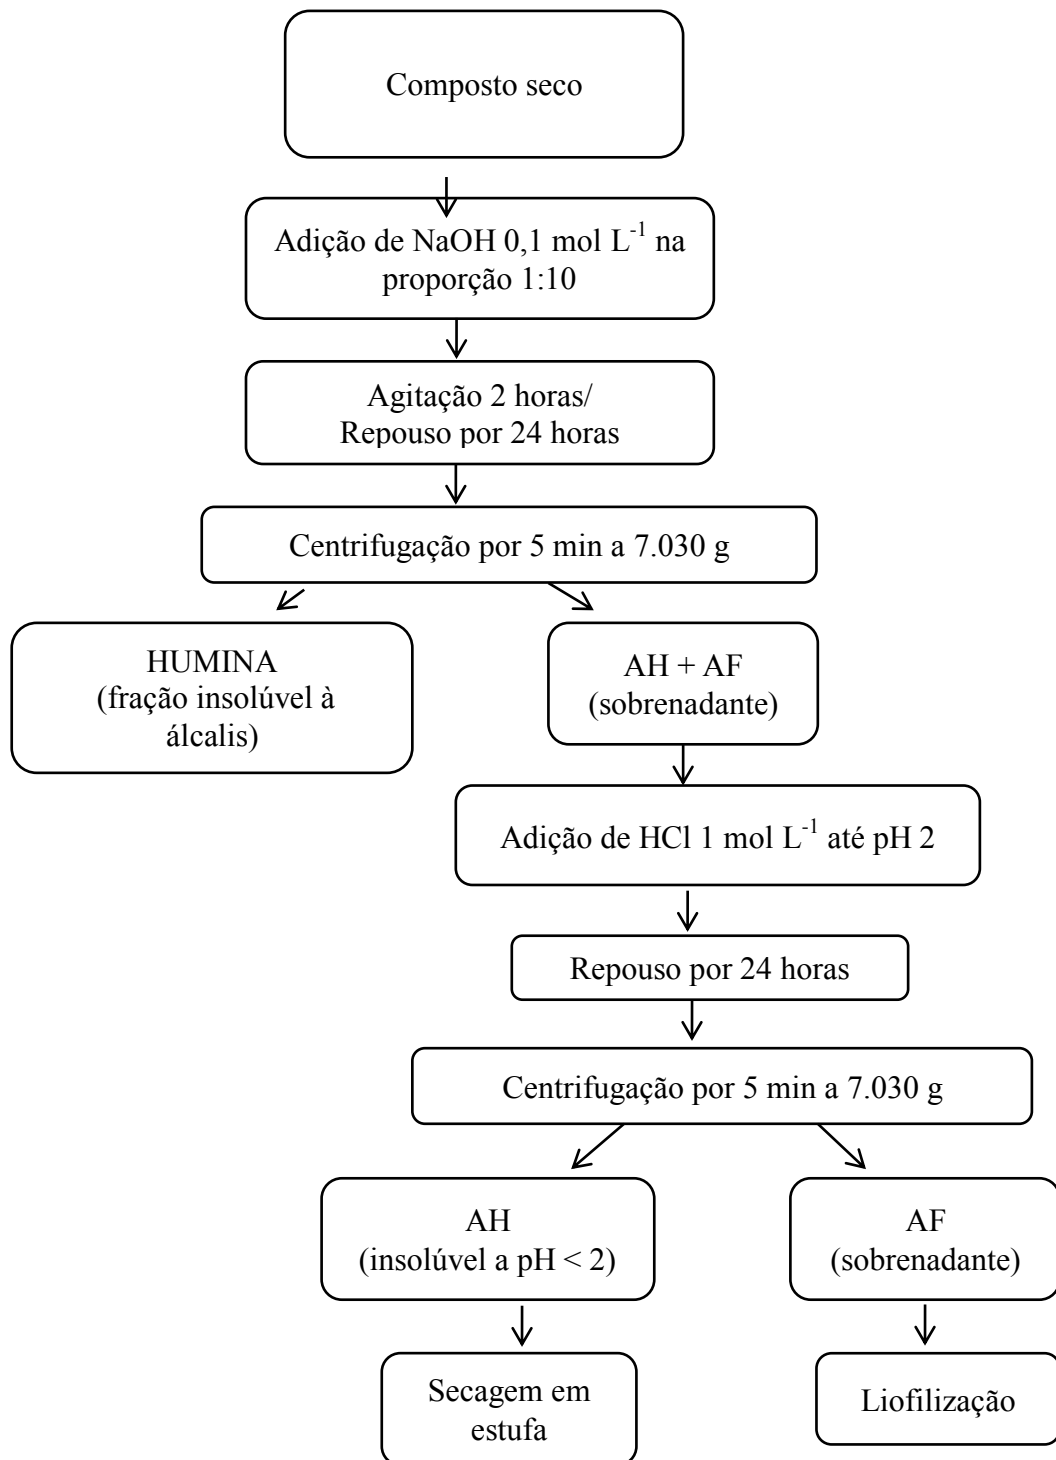 Composto seco
Adição de NaOH 0,1 mol L⁻¹ na
proporção 1:10
Agitação 2 horas/
Repouso por 24 horas
Centrifugação por 5 min a 7.030 g
HUMINA
(fração insolúvel à
álcalis)
AH + AF
(sobrenadante)
Adição de HCl 1 mol L⁻¹ até pH 2
Repouso por 24 horas
Centrifugação por 5 min a 7.030 g
AH
(insolúvel a pH < 2)
AF
(sobrenadante)
Secagem em
estufa
Liofilização